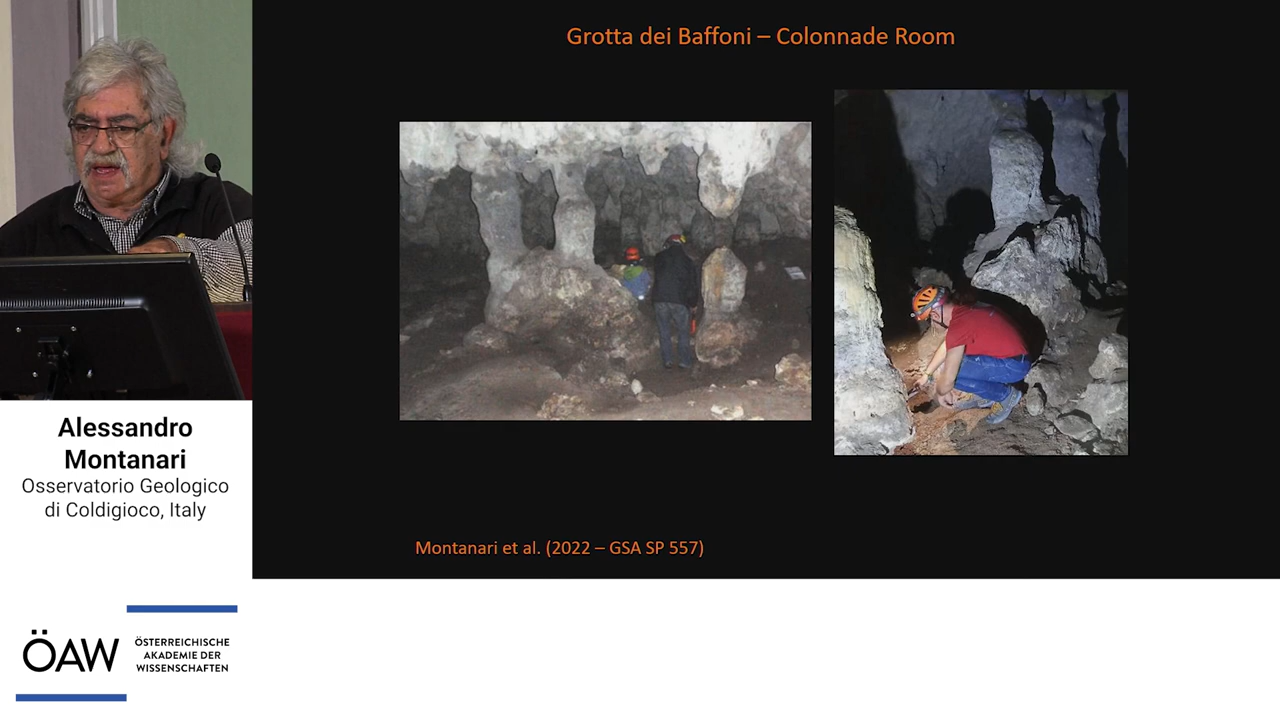 Grotta dei Baffoni – Colonnade Room
Montanari et al. (2022 – GSA SP 557)
Alessandro
Montanari
Osservatorio Geologico
di Coldigioco, Italy
ÖAW
ÖSTERREICHISCHE
AKADEMIE DER
WISSENSCHAFTEN